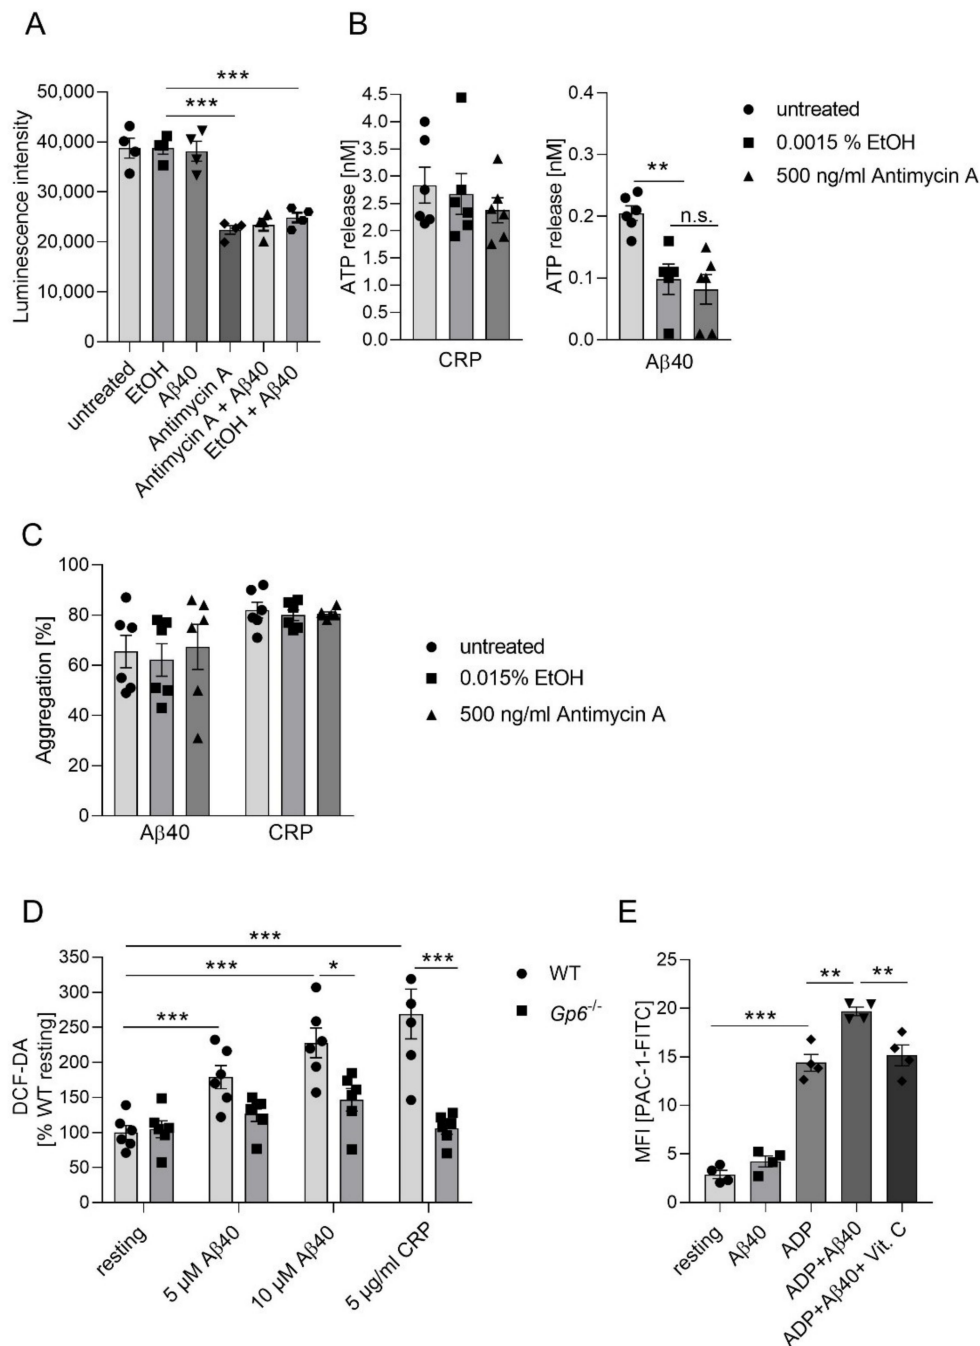 A
B
***
***
Luminescence intensity
50,000
40,000
30,000
20,000
10,000
0
untreated
EtOH
Aβ40
Antimycin A
Antimycin A + Aβ40
EtOH + Aβ40
ATP release [nM]
4.5
4.0
3.5
3.0
2.5
2.0
1.5
1.0
0.5
0.0
CRP
ATP release [nM]
0.4
0.3
0.2
0.1
0.0
**
n.s.
Aβ40
untreated
0.0015 % EtOH
500 ng/ml Antimycin A
C
Aggregation [%]
100
80
60
40
20
0
Aβ40
CRP
untreated
0.015% EtOH
500 ng/ml Antimycin A
D
DCF-DA
[% WT resting]
350
300
250
200
150
100
50
0
***
***
*
***
***
resting
5 µM Aβ40
10 µM Aβ40
5 µg/ml CRP
WT
Gp6-/-
E
MFI [PAC-1-FITC]
25
20
15
10
5
0
***
**
**
resting
Aβ40
ADP
ADP+Aβ40
ADP+Aβ40+ Vit. C